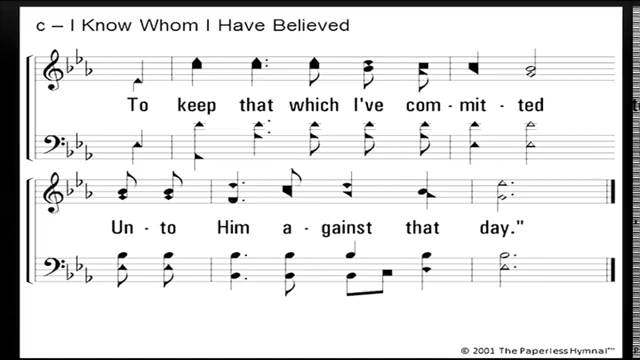 c – I Know Whom I Have Believed
To keep that which I've com - mit - ted
Un - to Him a - gainst that day."
© 2001 The Paperless Hymnal™